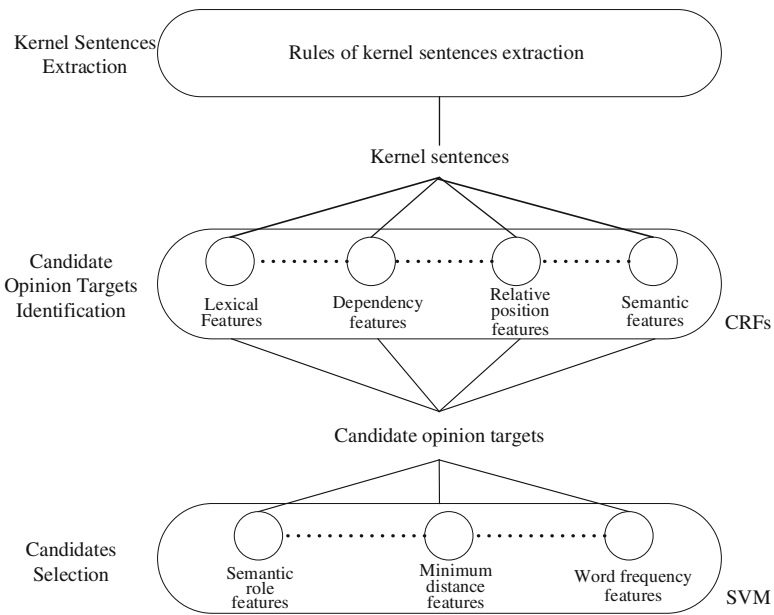 Kernel Sentences
Extraction
Rules of kernel sentences extraction
Kernel sentences
Candidate
Opinion Targets
Identification
Lexical
Features
Dependency
features
Relative
position
features
Semantic
features
CRFs
Candidate opinion targets
Candidates
Selection
Semantic
role
features
Minimum
distance
features
Word frequency
features
SVM